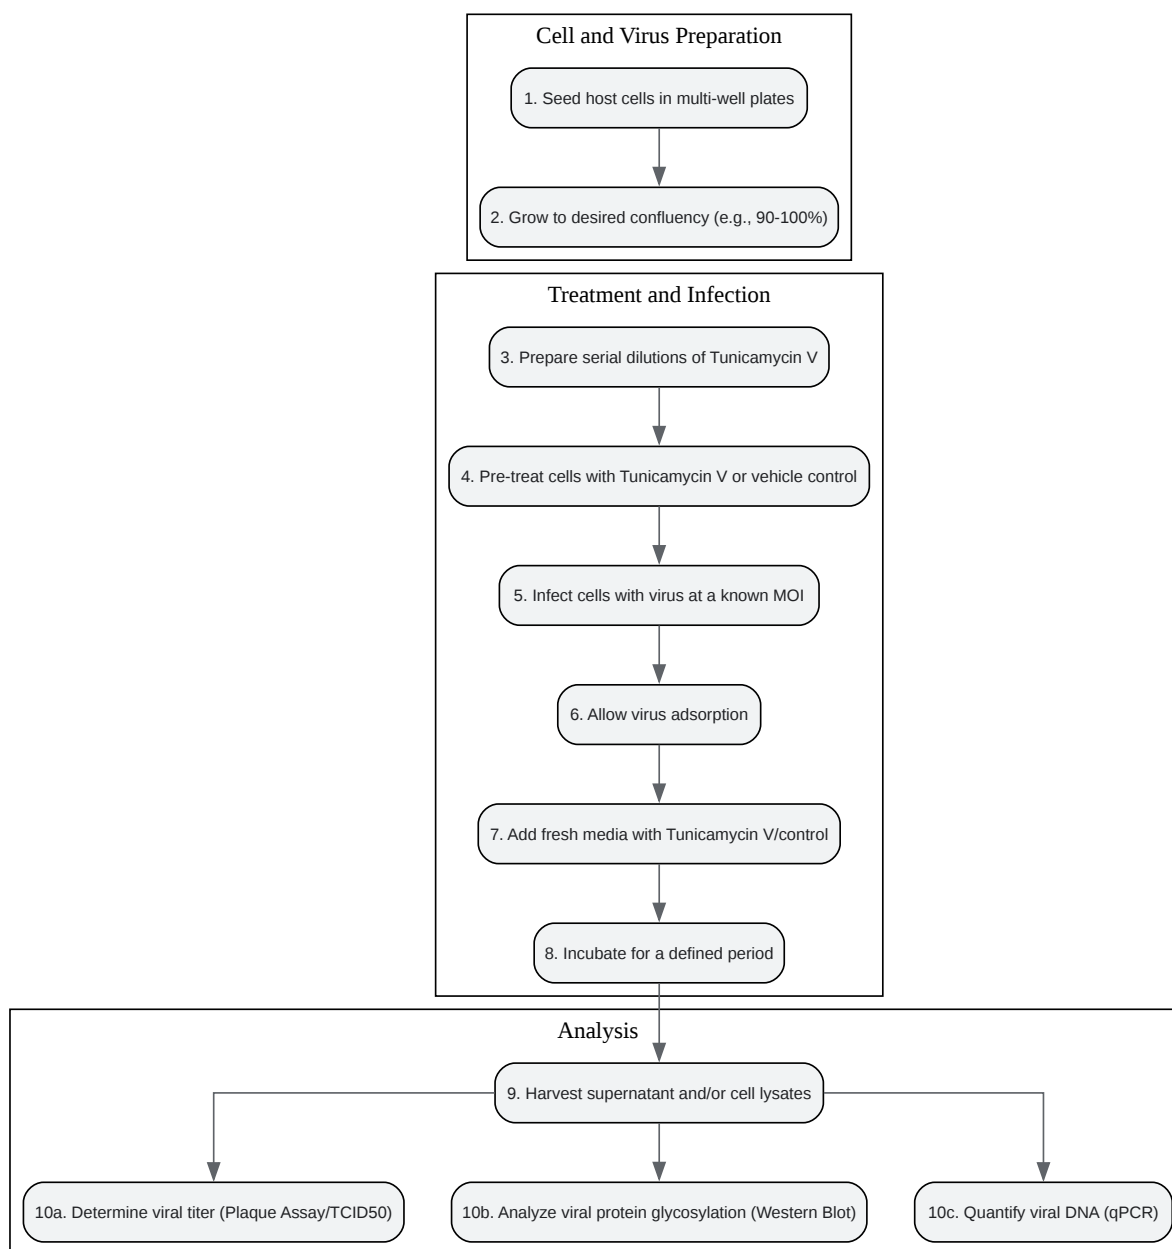 Cell and Virus Preparation
1. Seed host cells in multi-well plates
2. Grow to desired confluency (e.g., 90-100%)
Treatment and Infection
3. Prepare serial dilutions of Tunicamycin V
4. Pre-treat cells with Tunicamycin V or vehicle control
5. Infect cells with virus at a known MOI
6. Allow virus adsorption
7. Add fresh media with Tunicamycin V/control
8. Incubate for a defined period
Analysis
9. Harvest supernatant and/or cell lysates
10a. Determine viral titer (Plaque Assay/TCID50)
10b. Analyze viral protein glycosylation (Western Blot)
10c. Quantify viral DNA (qPCR)